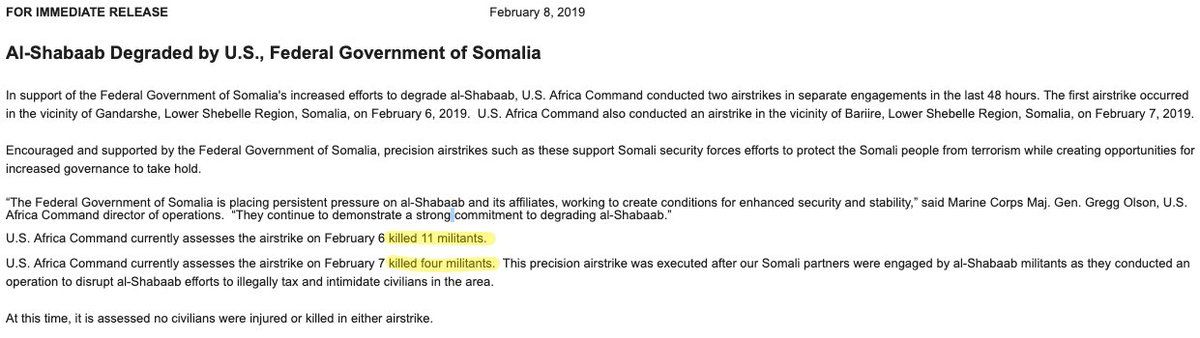 FOR IMMEDIATE RELEASE February 8, 2019
Al-Shabaab Degraded by U.S., Federal Government of Somalia
In support of the Federal Government of Somalia's increased efforts to degrade al-Shabaab, U.S. Africa Command conducted two airstrikes in separate engagements in the last 48 hours. The first airstrike occurred
in the vicinity of Gandarshe, Lower Shebelle Region, Somalia, on February 6, 2019. U.S. Africa Command also conducted an airstrike in the vicinity of Bariire, Lower Shebelle Region, Somalia, on February 7, 2019.
Encouraged and supported by the Federal Government of Somalia, precision airstrikes such as these support Somali security forces efforts to protect the Somali people from terrorism while creating opportunities for
increased governance to take hold.
“The Federal Government of Somalia is placing persistent pressure on al-Shabaab and its affiliates, working to create conditions for enhanced security and stability,” said Marine Corps Maj. Gen. Gregg Olson, U.S.
Africa Command director of operations. “They continue to demonstrate a strong commitment to degrading al-Shabaab.”
U.S. Africa Command currently assesses the airstrike on February 6 killed 11 militants.
U.S. Africa Command currently assesses the airstrike on February 7 killed four militants. This precision airstrike was executed after our Somali partners were engaged by al-Shabaab militants as they conducted an
operation to disrupt al-Shabaab efforts to illegally tax and intimidate civilians in the area.
At this time, it is assessed no civilians were injured or killed in either airstrike.